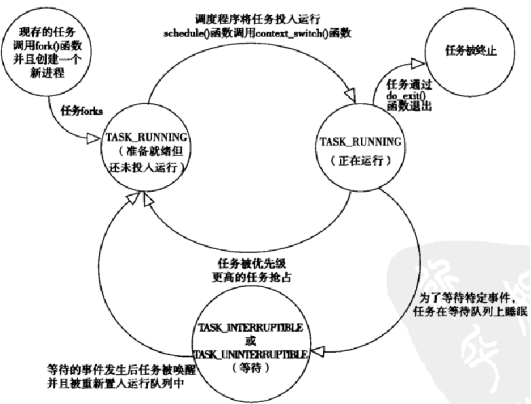 现存的任务
调用fork()函数
并且创建一个
新进程
调度程序将任务投入运行
schedule()函数调用context_switch()函数
任务被终止
任务通过
do_exit()
函数退出
任务forks
TASK_RUNNING
(准备就绪但
还未投入运行)
TASK_RUNNING
(正在运行)
任务被优先级
更高的任务抢占
为了等待特定事件，
任务在等待队列上睡眠
TASK_INTERRUPTIBLE
或
TASK_UNINTERRUPTIBLE
(等待)
等待的事件发生后任务被唤醒
并且被重新置入运行队列中